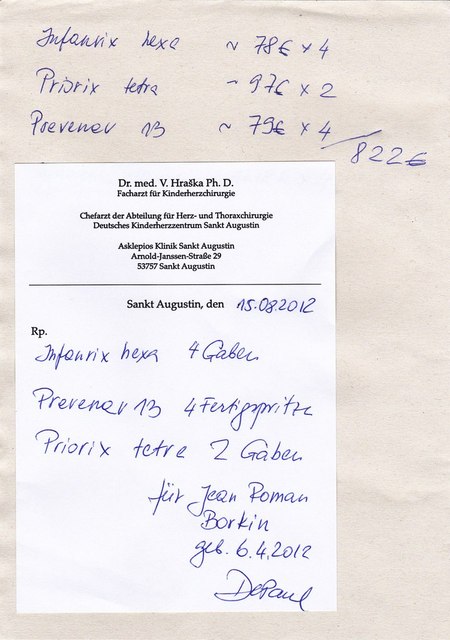 Infanrix hexa ~ 78€ x 4
Priorix tetra ~ 97€ x 2
Prevenar 13 ~ 79€ x 4
822€
Dr. med. V. Hraška Ph. D.
Facharzt für Kinderherzchirurgie
Chefarzt der Abteilung für Herz- und Thoraxchirurgie
Deutsches Kinderherzzentrum Sankt Augustin
Asklepios Klinik Sankt Augustin
Arnold-Janssen-Straße 29
53757 Sankt Augustin
Sankt Augustin, den 15.08.2012
Rp.
Infanrix hexa 4 Gaben
Prevenar 13 4 Fertigspritze
Priorix tetra 2 Gaben
für Jean Roman
Borkin
geb. 6.4.2012
DePaul